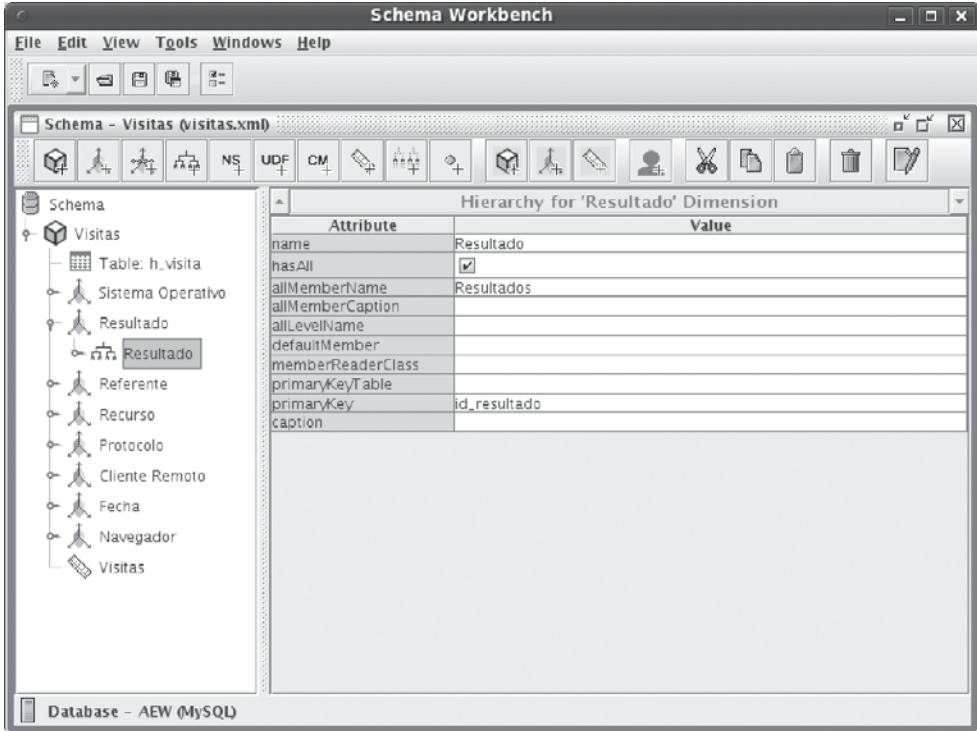 Schema Workbench
File Edit View Tools Windows Help
Schema - Visitas (visitas.xml)
NS UDF CM
Schema
Visitas
Table: h_visita
Sistema Operativo
Resultado
Resultado
Referente
Recurso
Protocolo
Cliente Remoto
Fecha
Navegador
Visitas
Hierarchy for 'Resultado' Dimension
Attribute Value
name Resultado
hasAll
allMemberName Resultados
allMemberCaption
allLevelName
defaultMember
memberReaderClass
primaryKeyTable
primaryKey id_resultado
caption
Database - AEW (MySQL)